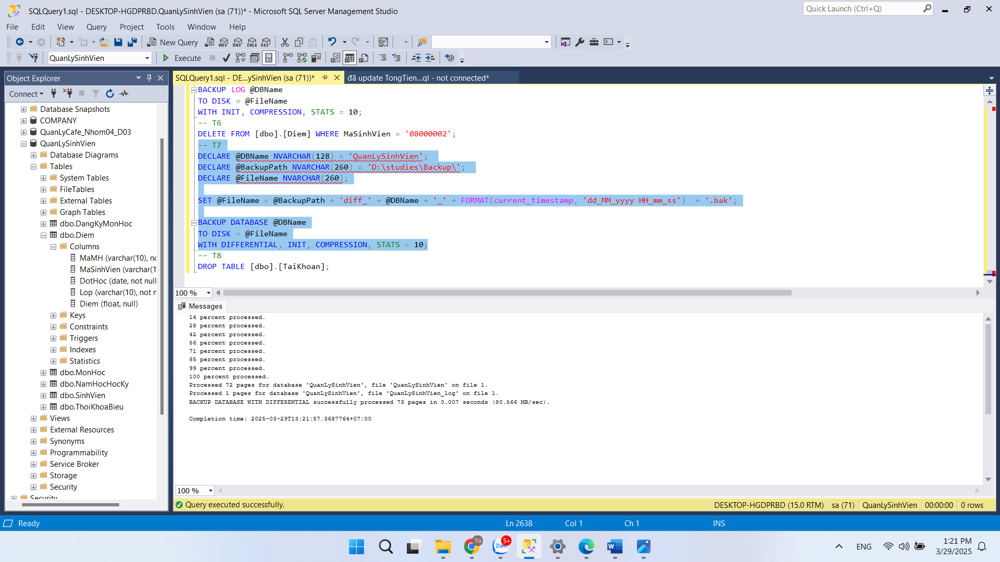 SQLQuery1.sql - DESKTOP-HGDPRBD.QuanLySinhVien (sa (71))* - Microsoft SQL Server Management Studio
Quick Launch (Ctrl+Q)
File Edit View Query Project Tools Window Help
New Query MDX DMX XMLA DAX
QuanLySinhVien Execute
Object Explorer
Connect
Database Snapshots
COMPANY
QuanLyCafe_Nhom04_D03
QuanLySinhVien
Database Diagrams
Tables
System Tables
FileTables
External Tables
Graph Tables
dbo.DangKyMonHoc
dbo.Diem
Columns
MaMH (varchar(10), no
MaSinhVien (varchar(1
DotHoc (date, not null
Lop (varchar(10), not n
Diem (float, null)
Keys
Constraints
Triggers
Indexes
Statistics
dbo.MonHoc
dbo.NamHocHocKy
dbo.SinhVien
dbo.ThoiKhoaBieu
Views
External Resources
Synonyms
Programmability
Service Broker
Storage
Security
Security
SQLQuery1.sql - DE...ySinhVien (sa (71))* đã update TongTien...ql - not connected*
BACKUP LOG @DBName
TO DISK = @FileName
WITH INIT, COMPRESSION, STATS = 10;
-- T6
DELETE FROM [dbo].[Diem] WHERE MaSinhVien = '08000002';
-- T7
DECLARE @DBName NVARCHAR(128) = 'QuanLySinhVien';
DECLARE @BackupPath NVARCHAR(260) = 'D:\studies\Backup\';
DECLARE @FileName NVARCHAR(260);
SET @FileName = @BackupPath + 'diff_' + @DBName + '_' + FORMAT(current_timestamp, 'dd_MM_yyyy HH_mm_ss') + '.bak';
BACKUP DATABASE @DBName
TO DISK = @FileName
WITH DIFFERENTIAL, INIT, COMPRESSION, STATS = 10;
-- T8
DROP TABLE [dbo].[TaiKhoan];
100 %
Messages
14 percent processed.
28 percent processed.
42 percent processed.
56 percent processed.
71 percent processed.
85 percent processed.
99 percent processed.
100 percent processed.
Processed 72 pages for database 'QuanLySinhVien', file 'QuanLySinhVien' on file 1.
Processed 1 pages for database 'QuanLySinhVien', file 'QuanLySinhVien_log' on file 1.
BACKUP DATABASE WITH DIFFERENTIAL successfully processed 73 pages in 0.007 seconds (80.566 MB/sec).
Completion time: 2025-03-29T13:21:57.3687764+07:00
100 %
Query executed successfully. DESKTOP-HGDPRBD (15.0 RTM) sa (71) QuanLySinhVien 00:00:00 0 rows
Ready Ln 2638 Col 1 Ch 1 INS
Tú
Zalo 5+
W
ENG
1:21 PM
3/29/2025